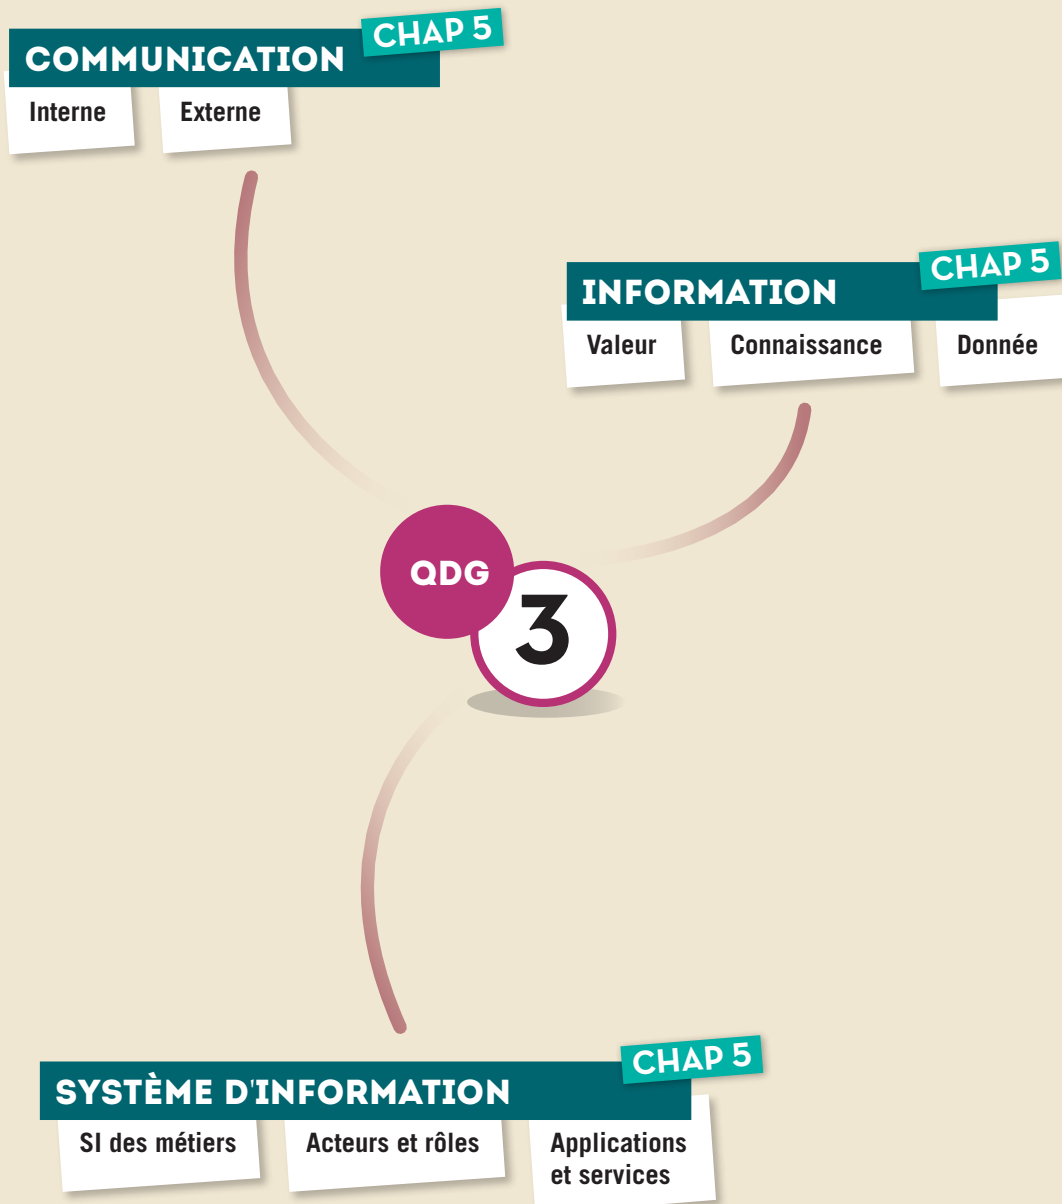 CHAP 5
COMMUNICATION
Interne
Externe
CHAP 5
INFORMATION
Valeur
Connaissance
Donnée
QDG
3
CHAP 5
SYSTÈME D'INFORMATION
SI des métiers
Acteurs et rôles
Applications
et services